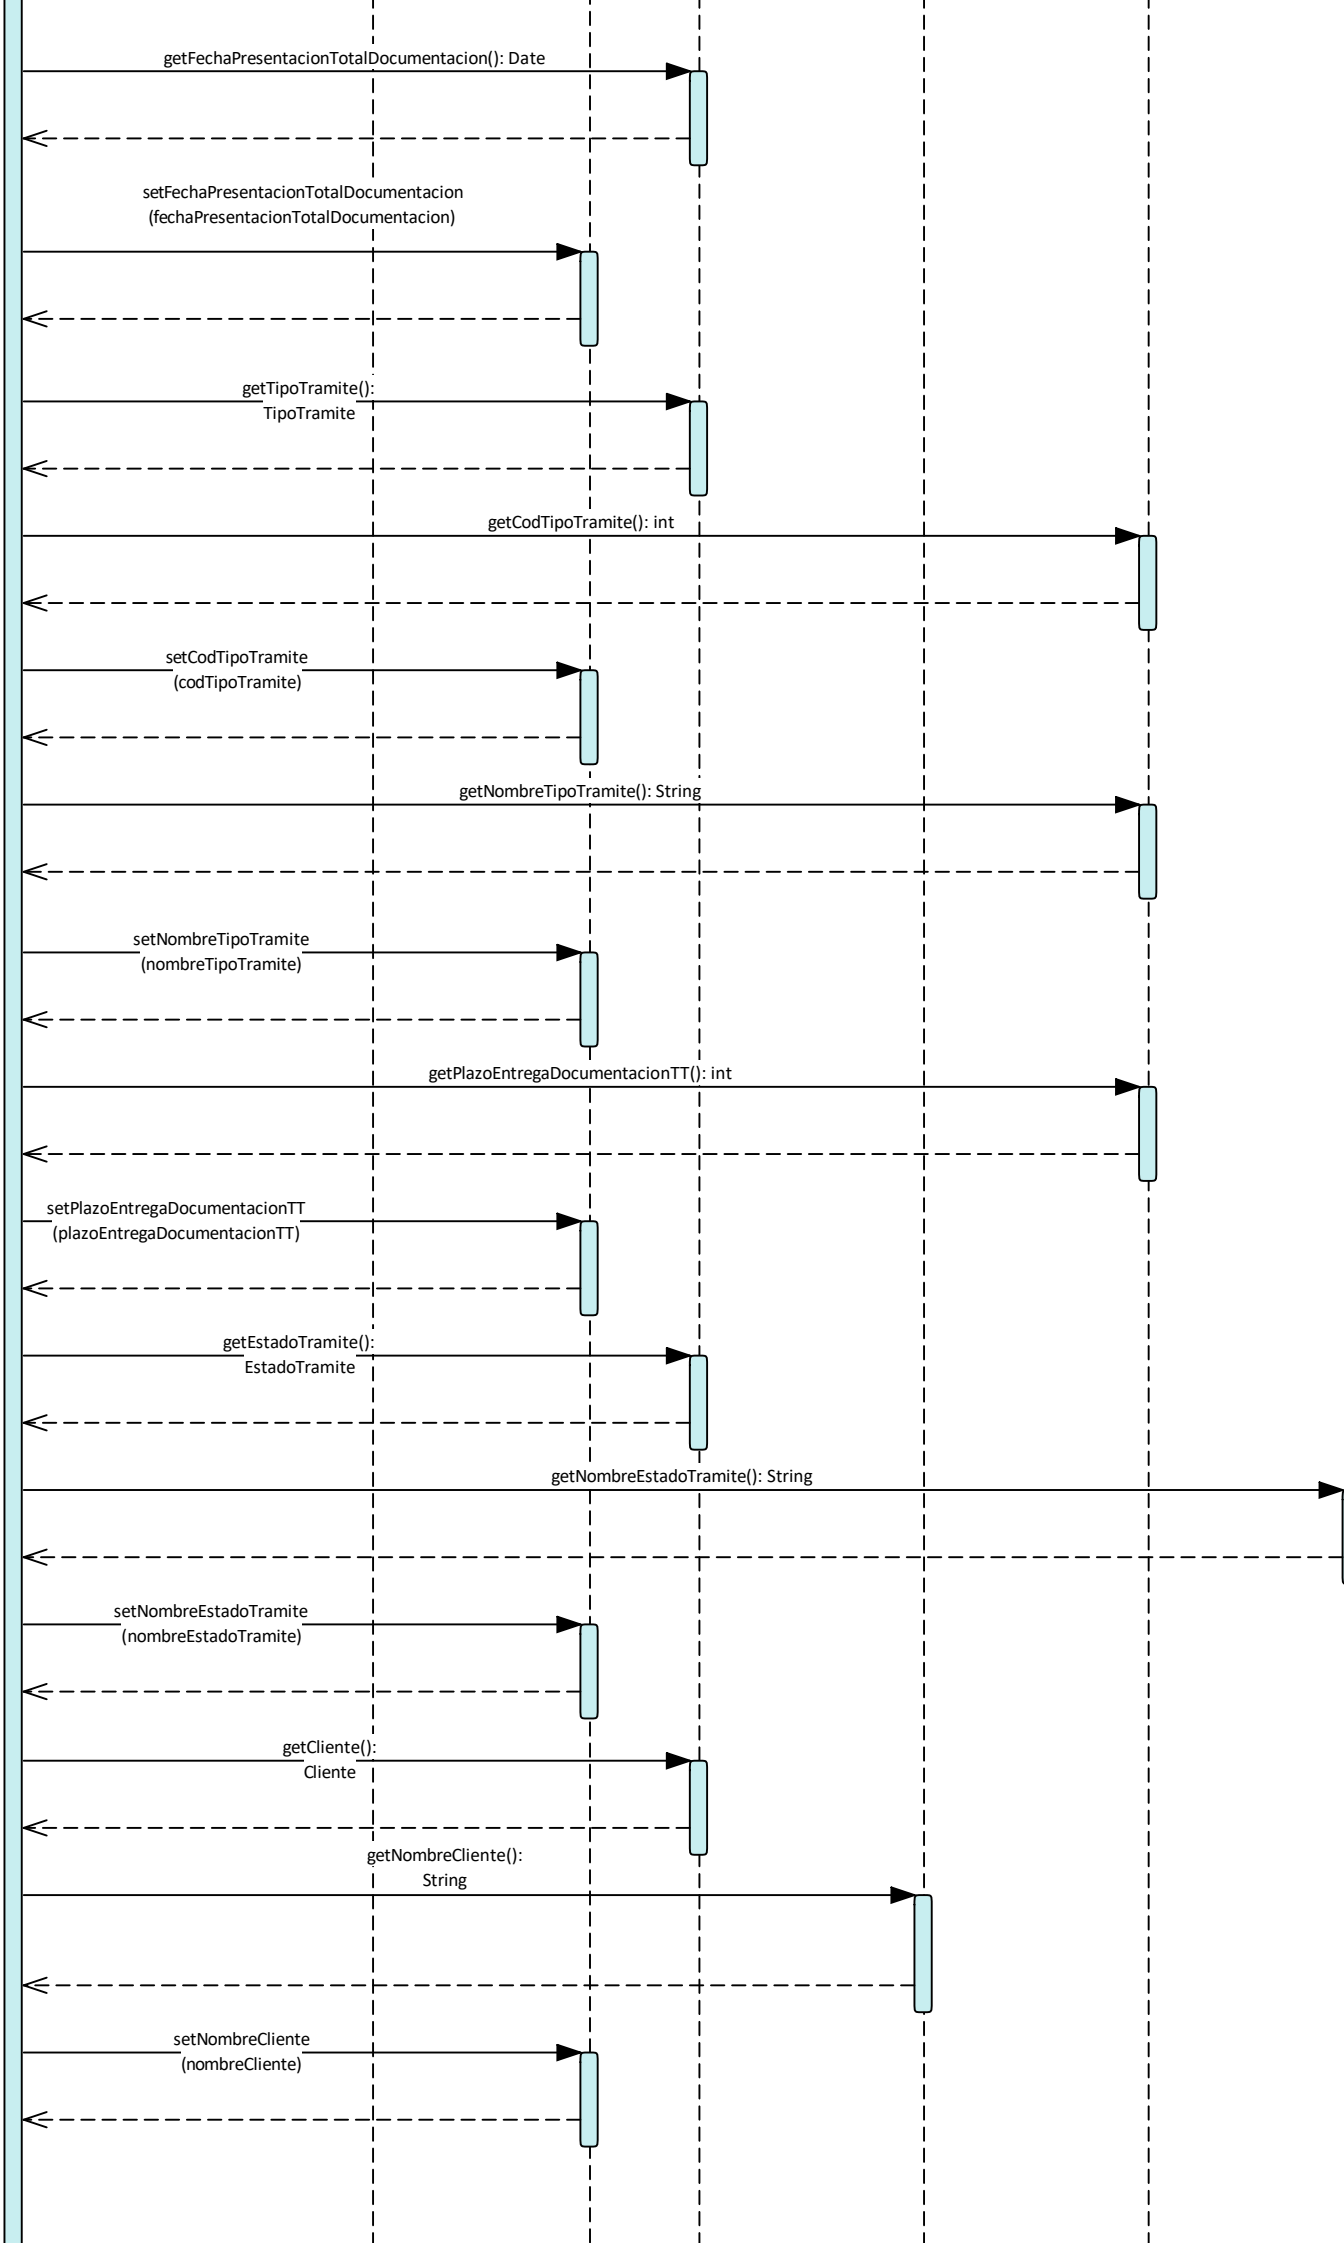 getFechaPresentacionTotalDocumentacion(): Date
setFechaPresentacionTotalDocumentacion
(fechaPresentacionTotalDocumentacion)
getTipoTramite():
TipoTramite
getCodTipoTramite(): int
setCodTipoTramite
(codTipoTramite)
getNombreTipoTramite(): String
setNombreTipoTramite
(nombreTipoTramite)
getPlazoEntregaDocumentacionTT(): int
setPlazoEntregaDocumentacionTT
(plazoEntregaDocumentacionTT)
getEstadoTramite():
EstadoTramite
getNombreEstadoTramite(): String
setNombreEstadoTramite
(nombreEstadoTramite)
getCliente():
Cliente
getNombreCliente():
String
setNombreCliente
(nombreCliente)